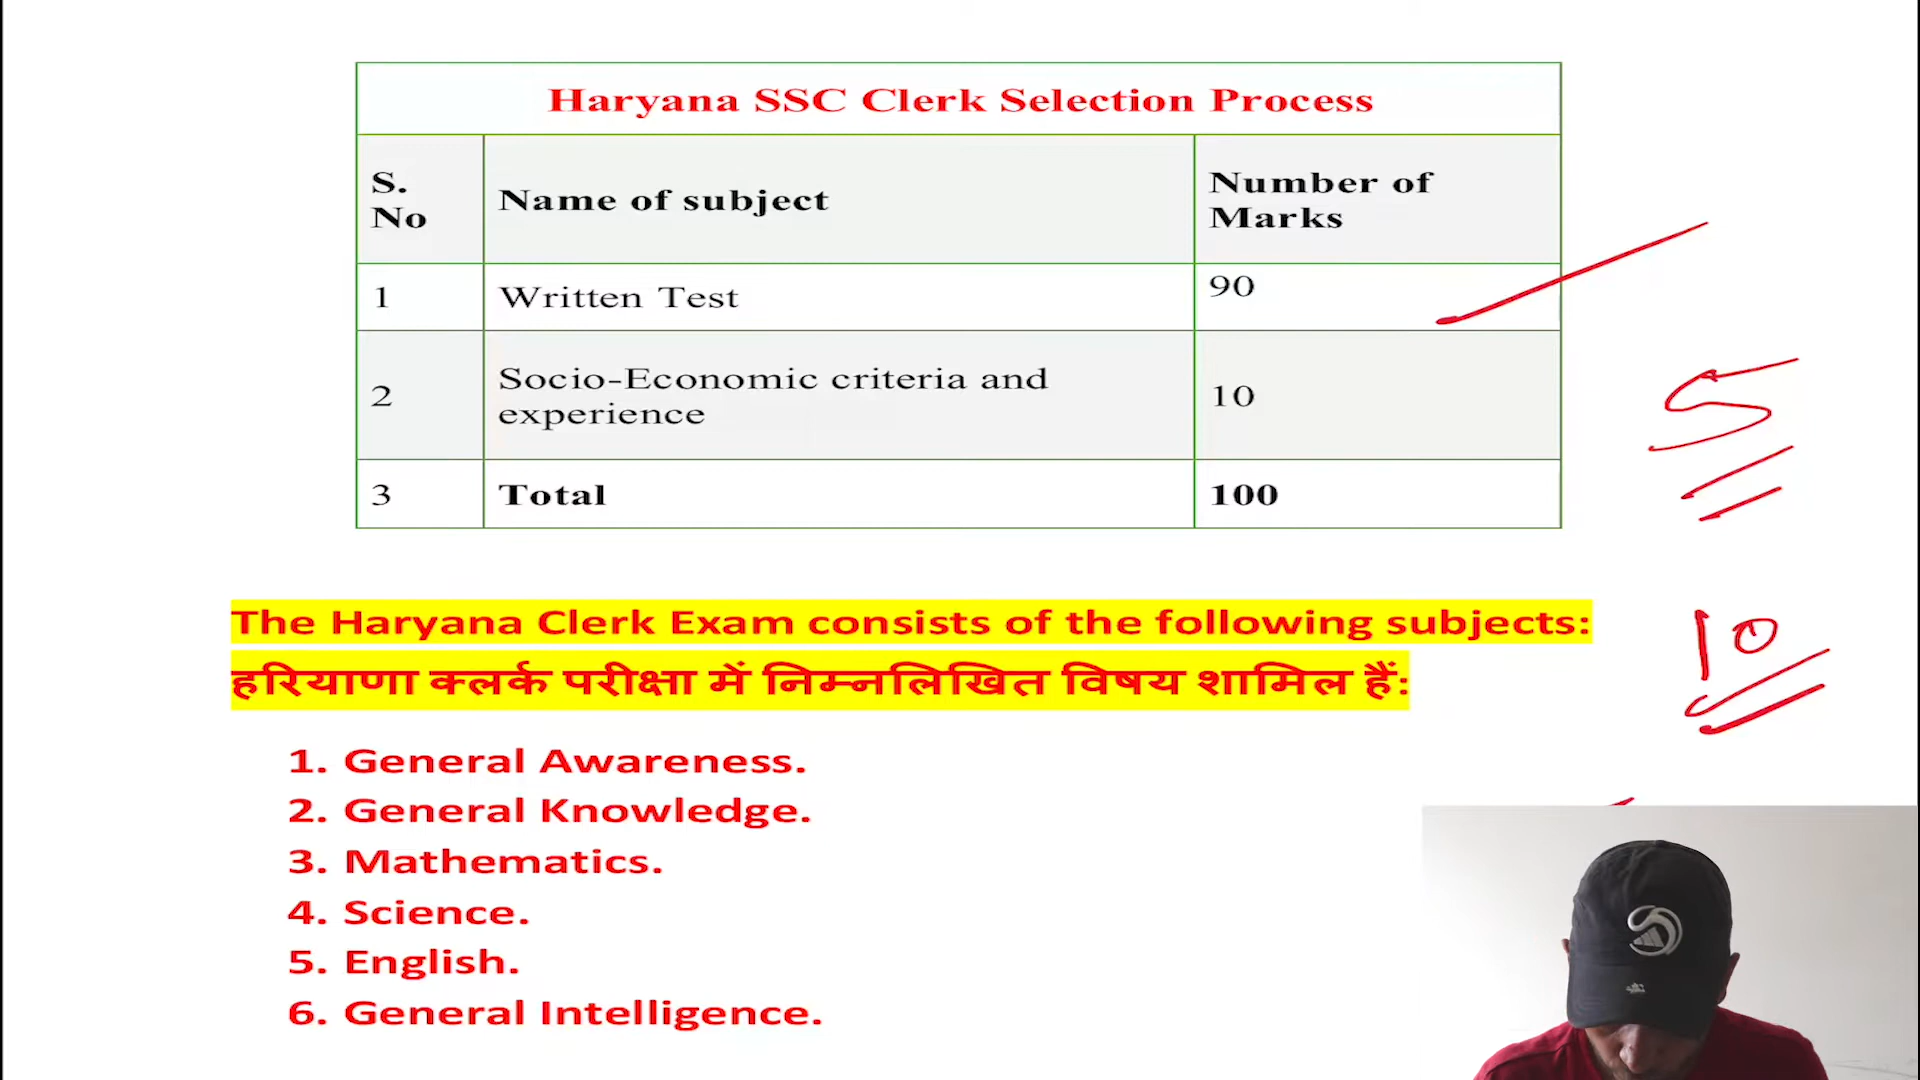 Haryana SSC Clerk Selection Process
S.
No
Name of subject
Number of
Marks
1
Written Test
90
2
Socio-Economic criteria and
experience
10
3
Total
100
5
10
The Haryana Clerk Exam consists of the following subjects:
हरियाणा क्लर्क परीक्षा में निम्नलिखित विषय शामिल हैं:
1. General Awareness.
2. General Knowledge.
3. Mathematics.
4. Science.
5. English.
6. General Intelligence.